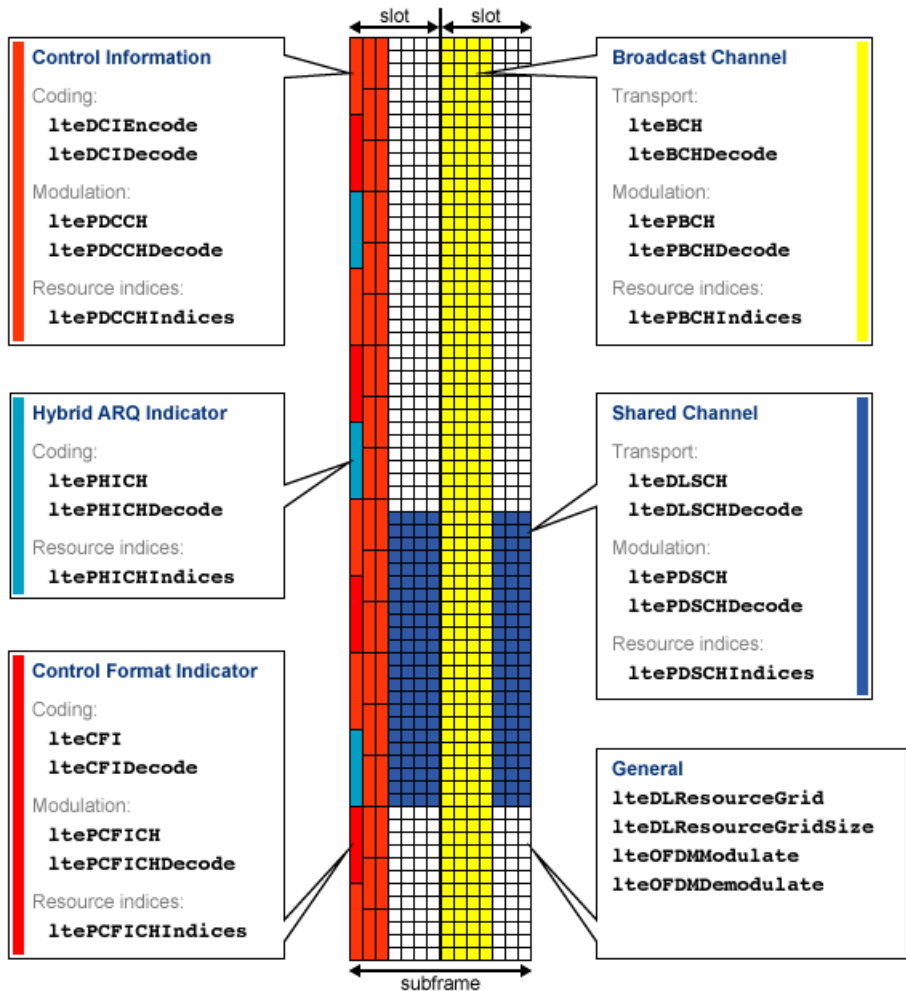 slot
slot
Control Information
Coding:
lteDCIEncode
lteDCIDecode
Modulation:
ltePDCCH
ltePDCCHDecode
Resource indices:
ltePDCCHIndices
Hybrid ARQ Indicator
Coding:
ltePHICH
ltePHICHDecode
Resource indices:
ltePHICHIndices
Control Format Indicator
Coding:
lteCFI
lteCFIDecode
Modulation:
ltePCFICH
ltePCFICHDecode
Resource indices:
ltePCFICHIndices
Broadcast Channel
Transport:
lteBCH
lteBCHDecode
Modulation:
ltePBCH
ltePBCHDecode
Resource indices:
ltePBCHIndices
Shared Channel
Transport:
lteDLSCH
lteDLSCHDecode
Modulation:
ltePDSCH
ltePDSCHDecode
Resource indices:
ltePDSCHIndices
General
lteDLResourceGrid
lteDLResourceGridSize
lteOFDMModulate
lteOFDMDemodulate
subframe